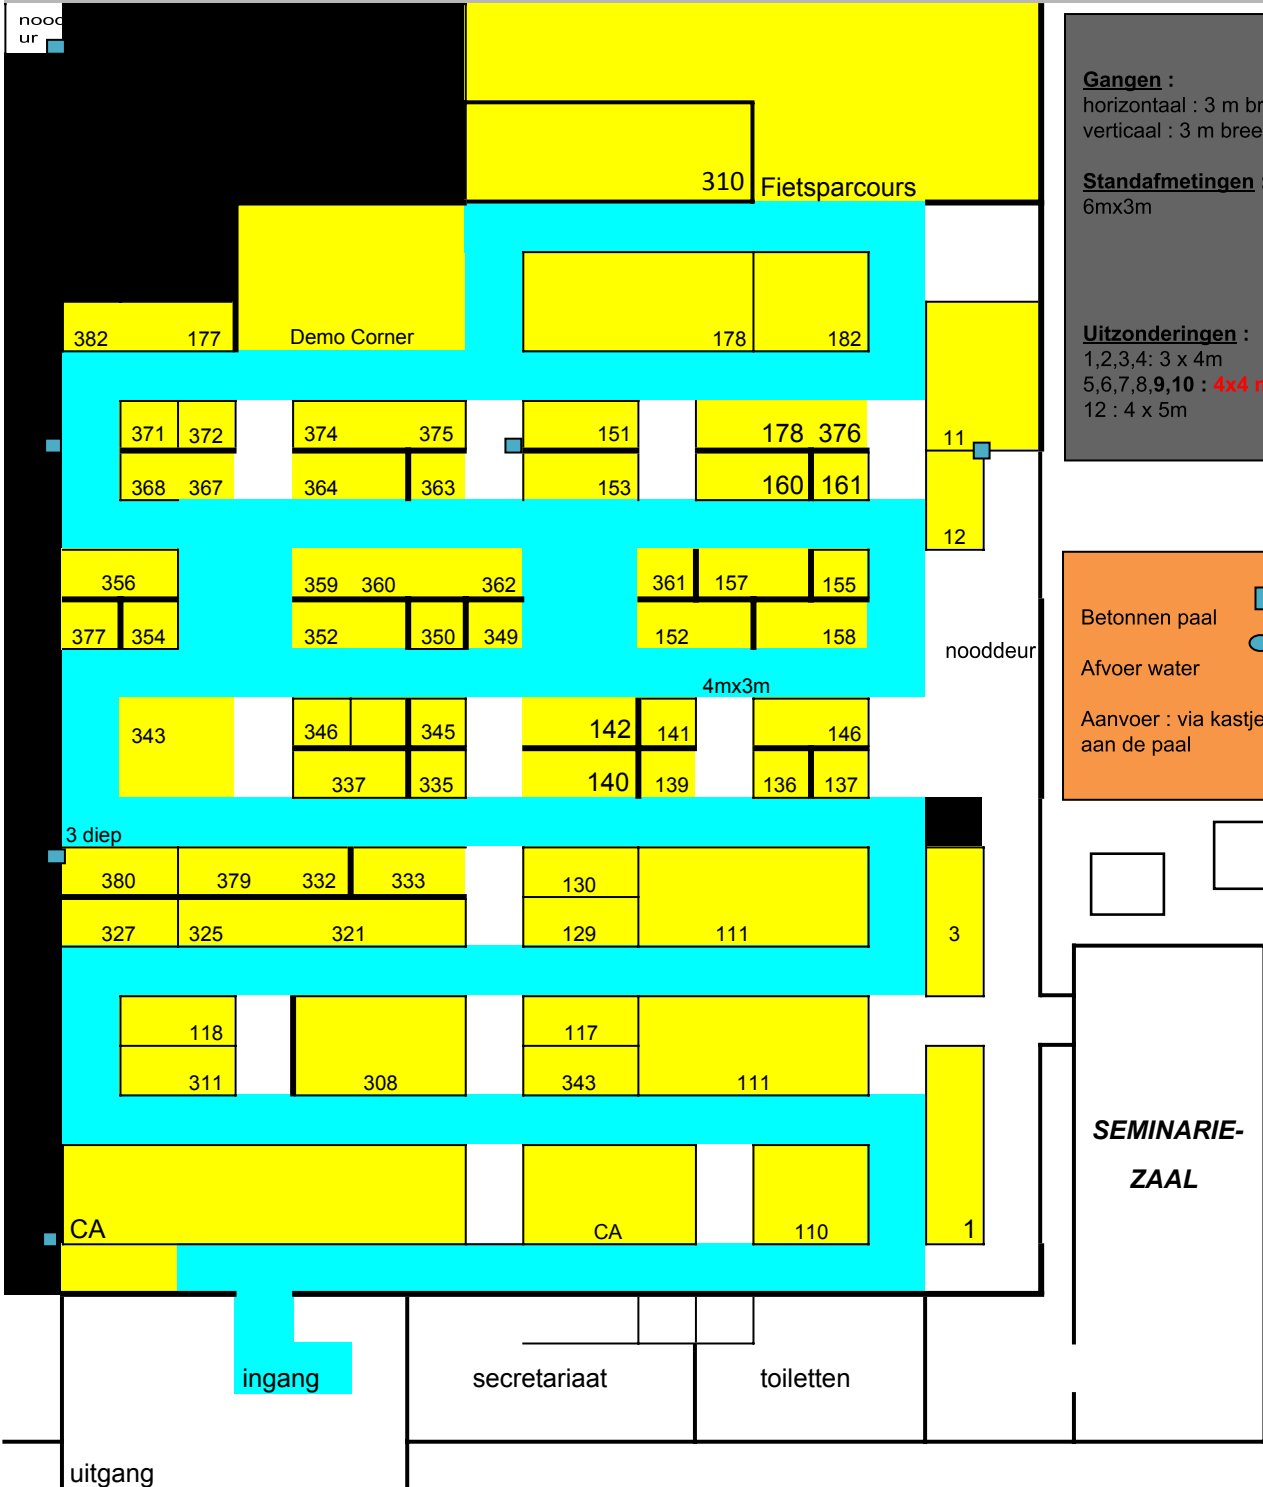 nooc
ur
Gangen :
horizontaal : 3 m br
verticaal : 3 m bree
310 Fietsparcours
Standafmetingen :
6mx3m
382 177 Demo Corner 178 182
Uitzonderingen :
1,2,3,4: 3 x 4m
5,6,7,8,9,10 : 4x4 m
12 : 4 x 5m
371 372 374 375 151 178 376 11
368 367 364 363 153 160 161
12
356 359 360 362 361 157 155
377 354 352 350 349 152 158
nooddeur
Betonnen paal
Afvoer water
Aanvoer : via kastje
aan de paal
4mx3m
343 346 345 142 141 146
337 335 140 139 136 137
3 diep
380 379 332 333 130
327 325 321 129 111 3
118 117
311 308 343 111
SEMINARIE-
ZAAL
CA CA 110 1
ingang secretariaat toiletten
uitgang